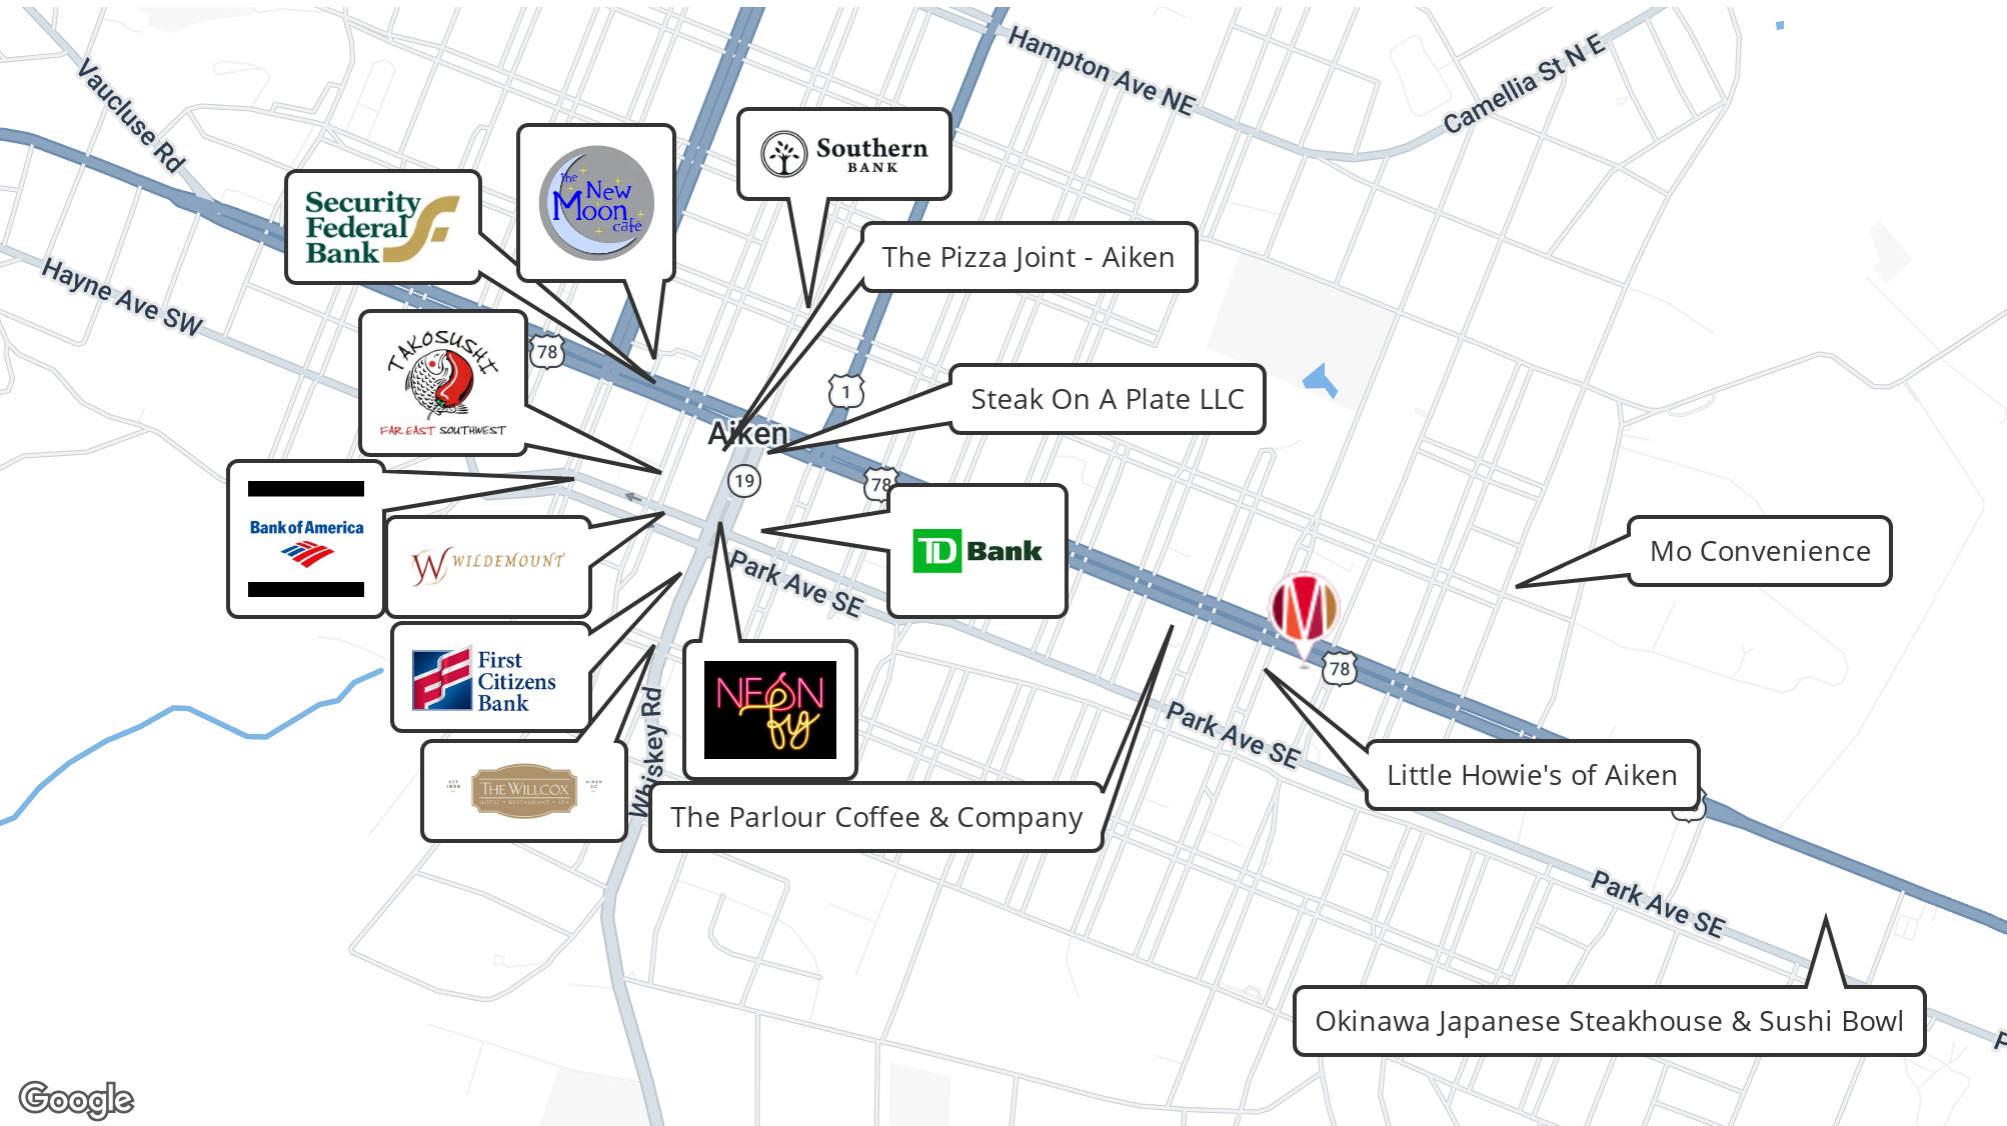 Hampton Ave NE
Camellia St N E
Vaucluse Rd
Southern
BANK
the
New
Moon
cafe
Security
Federal
Bank
The Pizza Joint - Aiken
Hayne Ave SW
TAKOSUSHI
FAR EAST SOUTHWEST
78
1
Steak On A Plate LLC
Aiken
19
78
Bank of America
W WILDEMOUNT
TD Bank
Mo Convenience
Park Ave SE
M
First
Citizens
Bank
78
NEON
fig
Whiskey Rd
Park Ave SE
THE WILLCOX
HOTEL • RESTAURANT • SPA
Little Howie's of Aiken
The Parlour Coffee & Company
Park Ave SE
Okinawa Japanese Steakhouse & Sushi Bowl
P
Google